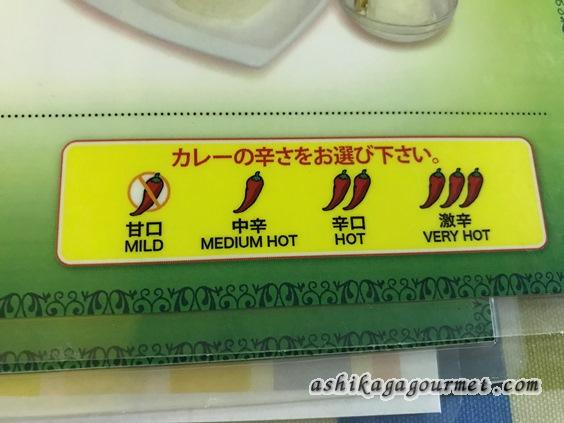 カレーの辛さをお選び下さい。
甘口 中辛 辛口 激辛
MILD MEDIUM HOT HOT VERY HOT
ashikagagourmet.com